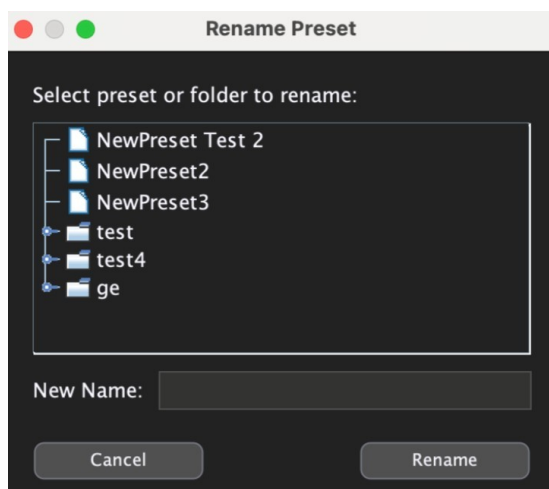 Rename Preset
Select preset or folder to rename:
NewPreset Test 2
NewPreset2
NewPreset3
test
test4
ge
New Name:
Cancel Rename